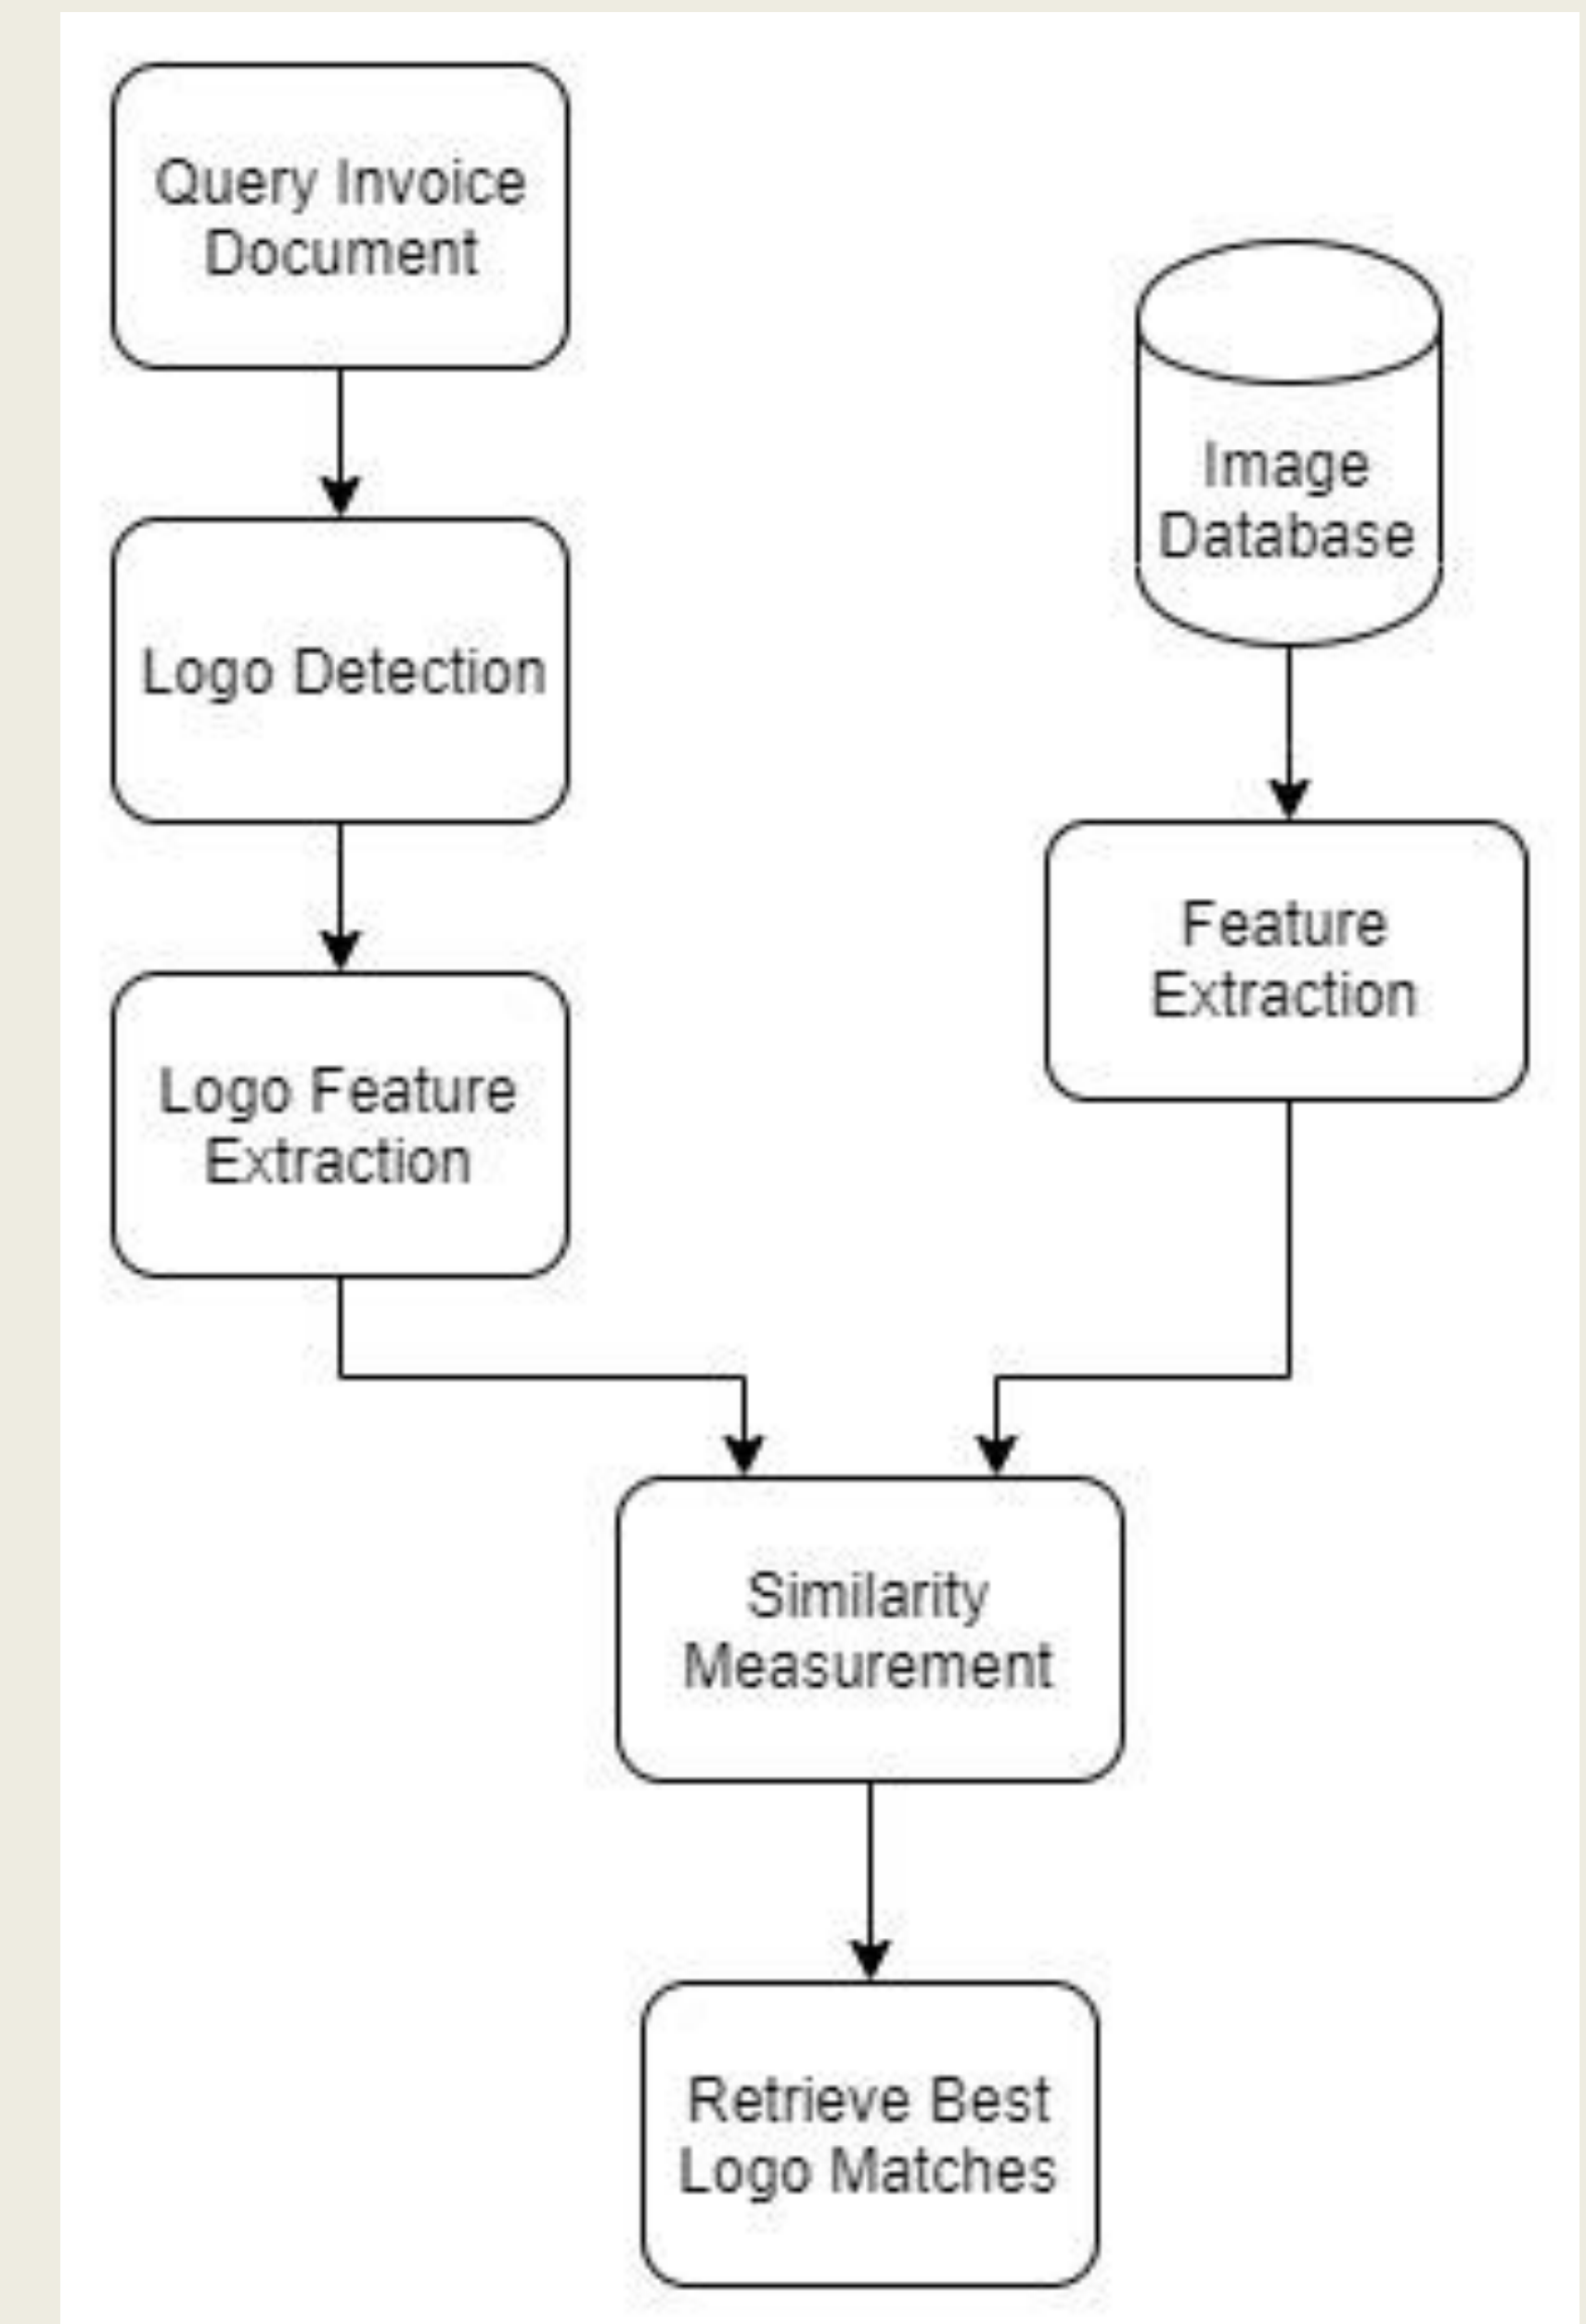 Query Invoice
Document
Logo Detection
Logo Feature
Extraction
Image
Database
Feature
Extraction
Similarity
Measurement
Retrieve Best
Logo Matches